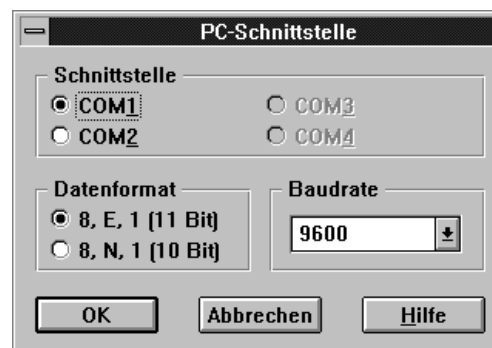 PC-Schnittstelle
Schnittstelle
COM1 COM3
COM2 COM4
Datenformat Baudrate
8, E, 1 (11 Bit)
8, N, 1 (10 Bit)
9600
OK Abbrechen Hilfe